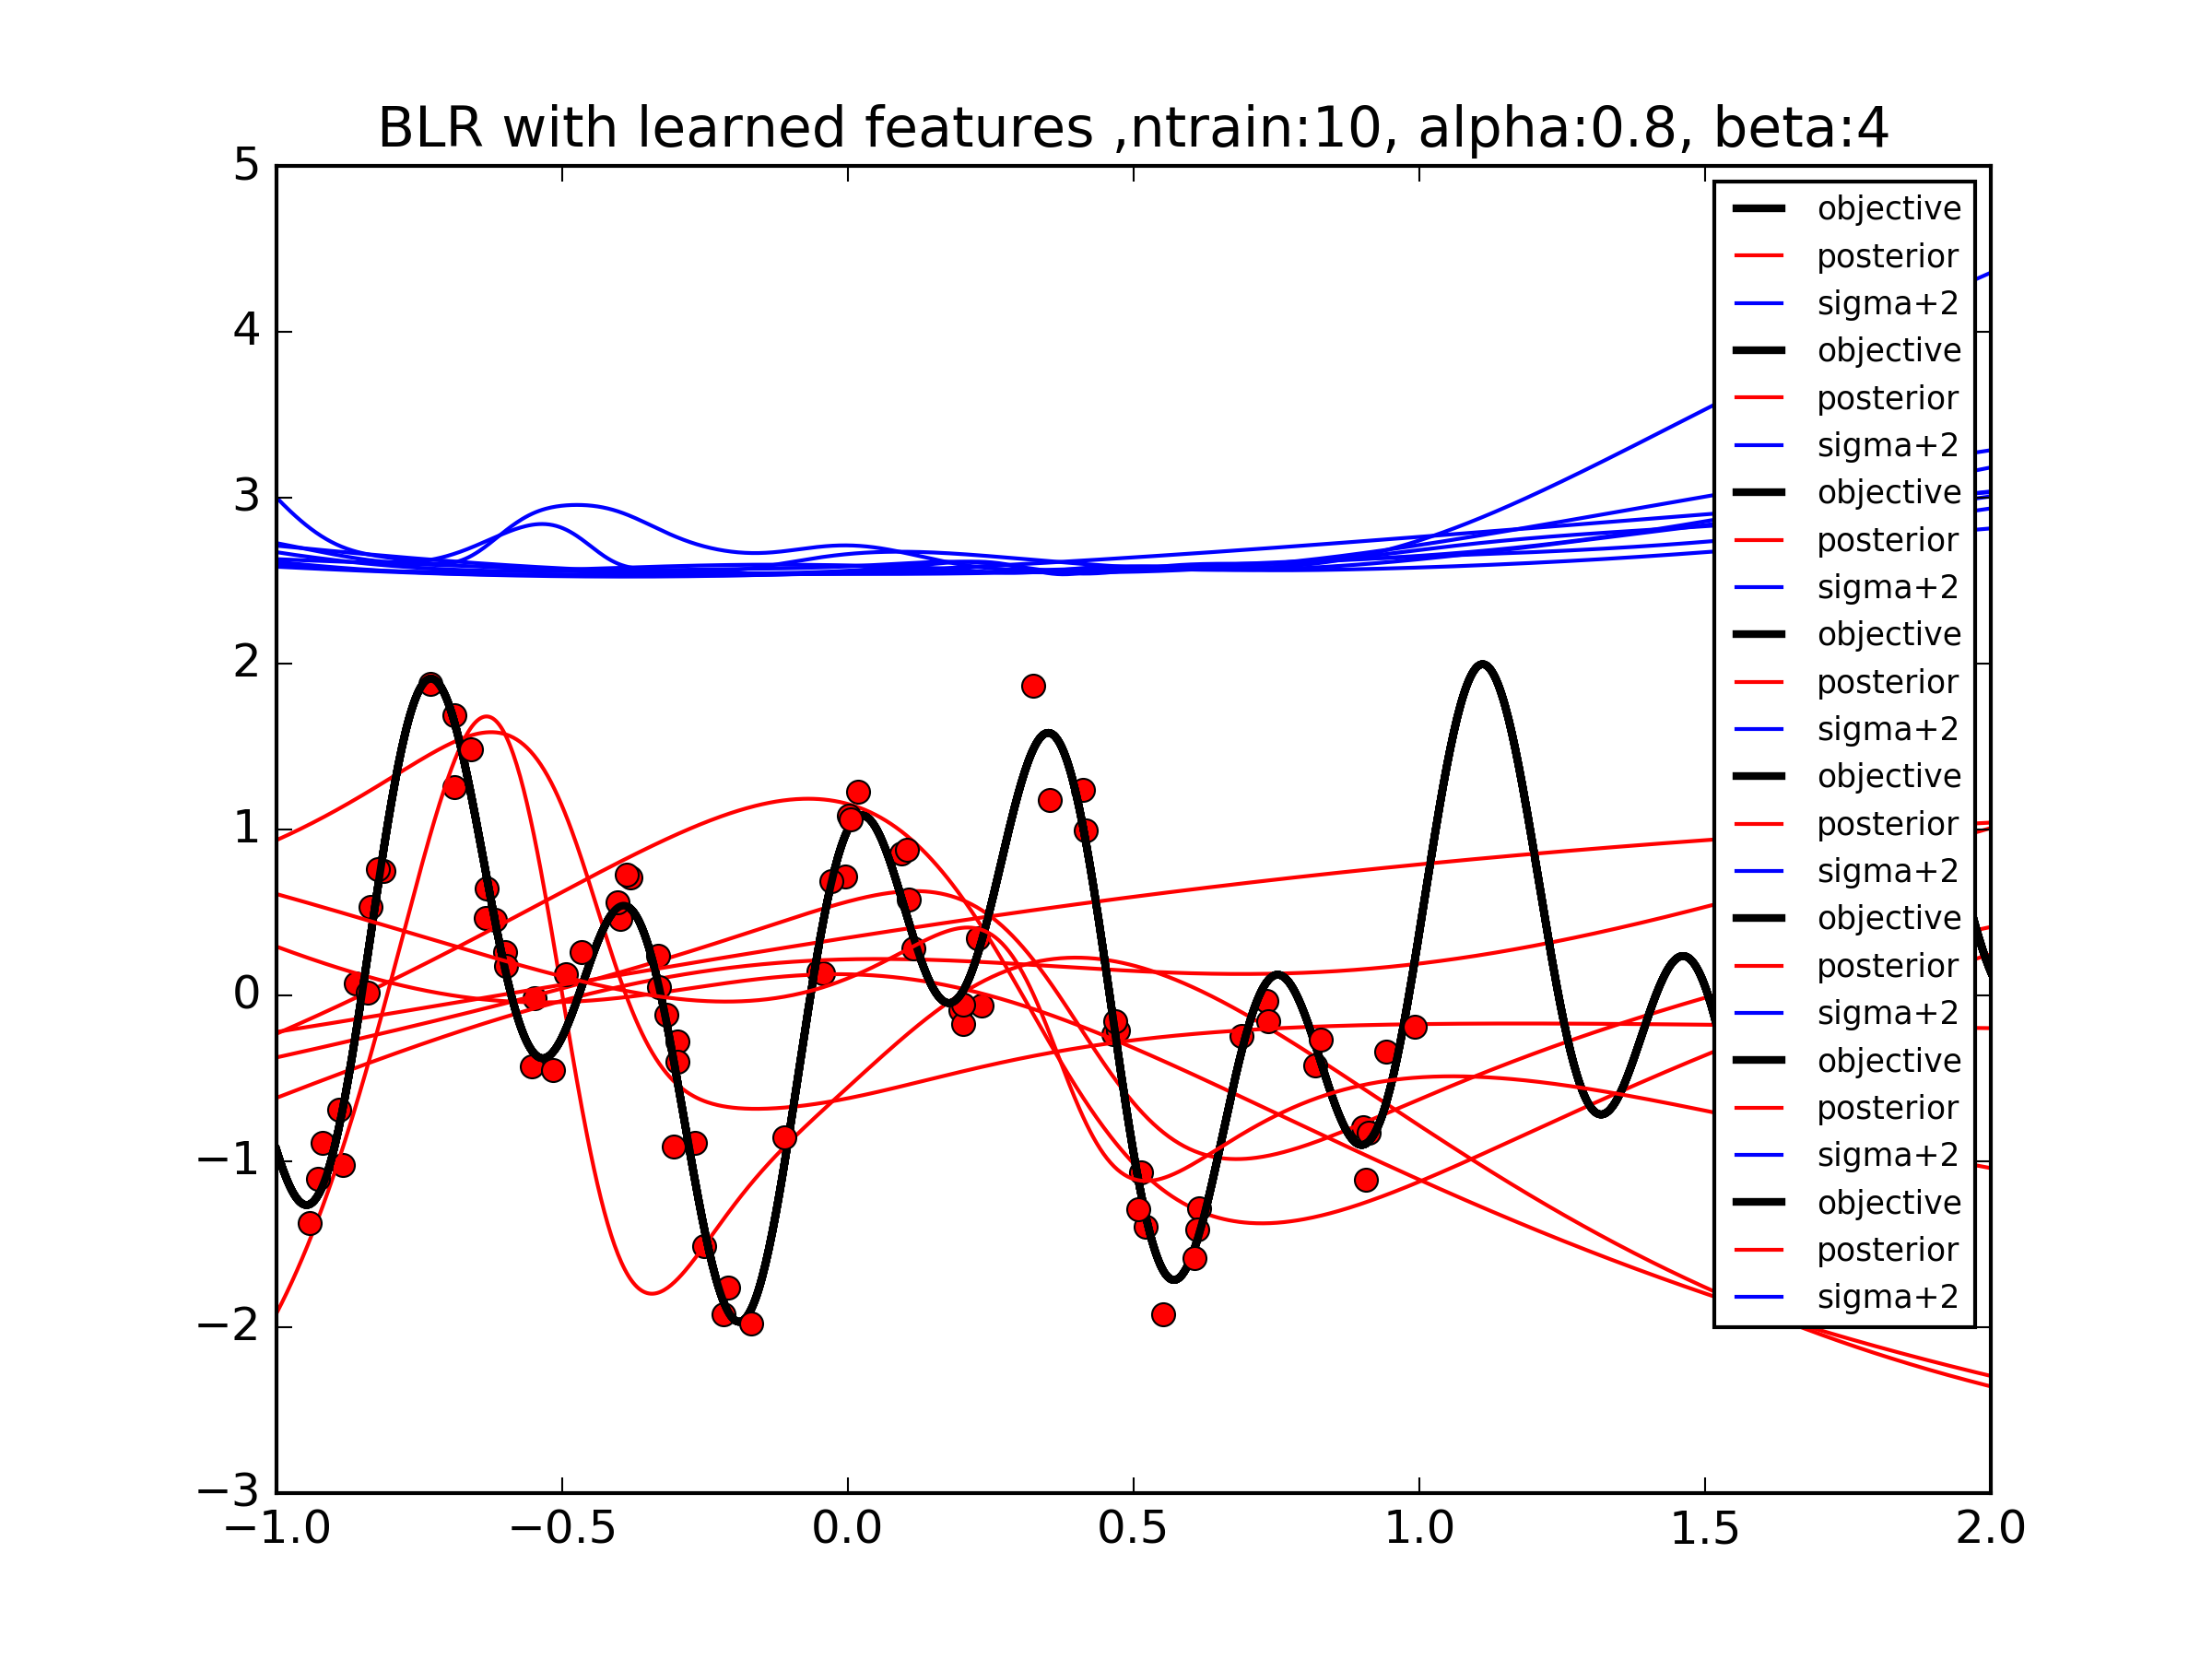 BLR with learned features ,ntrain:10, alpha:0.8, beta:4
5
4
3
2
1
0
−1
−2
−3
−1.0 −0.5 0.0 0.5 1.0 1.5 2.0
objective
posterior
sigma+2
objective
posterior
sigma+2
objective
posterior
sigma+2
objective
posterior
sigma+2
objective
posterior
sigma+2
objective
posterior
sigma+2
objective
posterior
sigma+2
objective
posterior
sigma+2